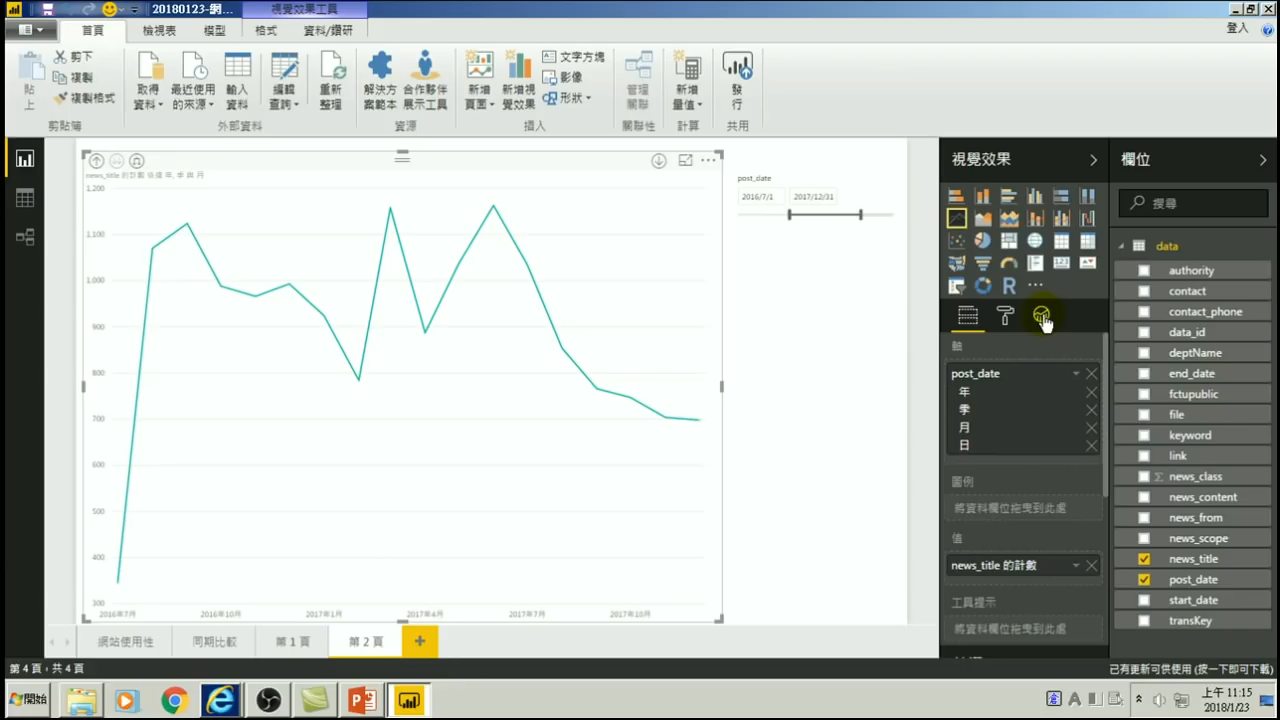 20180123-網...
視覺效果工具
首頁
檢視表
模型
格式
資料/鑽研
登入
貼上
剪下
複製
複製格式
剪貼簿
取得資料
最近使用的來源
輸入資料
編輯查詢
外部資料
重新整理
解決方案範本
合作夥伴展示工具
資源
新增頁面
新增視覺效果
文字方塊
影像
形狀
插入
管理關聯
關聯性
新增量值
計算
發行
共用
news_title 的計數 依據 年, 季 與 月
1,200
1,100
1,000
900
800
700
600
500
400
300
2016年7月
2016年10月
2017年1月
2017年4月
2017年7月
2017年10月
post_date
2016/7/1
2017/12/31
視覺效果
R
軸
post_date
年
季
月
日
圖例
將資料欄位拖曳到此處
值
news_title 的計數
工具提示
將資料欄位拖曳到此處
欄位
搜尋
data
authority
contact
contact_phone
data_id
deptName
end_date
fctupublic
file
keyword
link
news_class
news_content
news_from
news_scope
news_title
post_date
start_date
transKey
網站使用性
同期比較
第 1 頁
第 2 頁
第 4 頁，共 4 頁
已有更新可供使用 (按一下即可下載)
開始
上午 11:15
2018/1/23